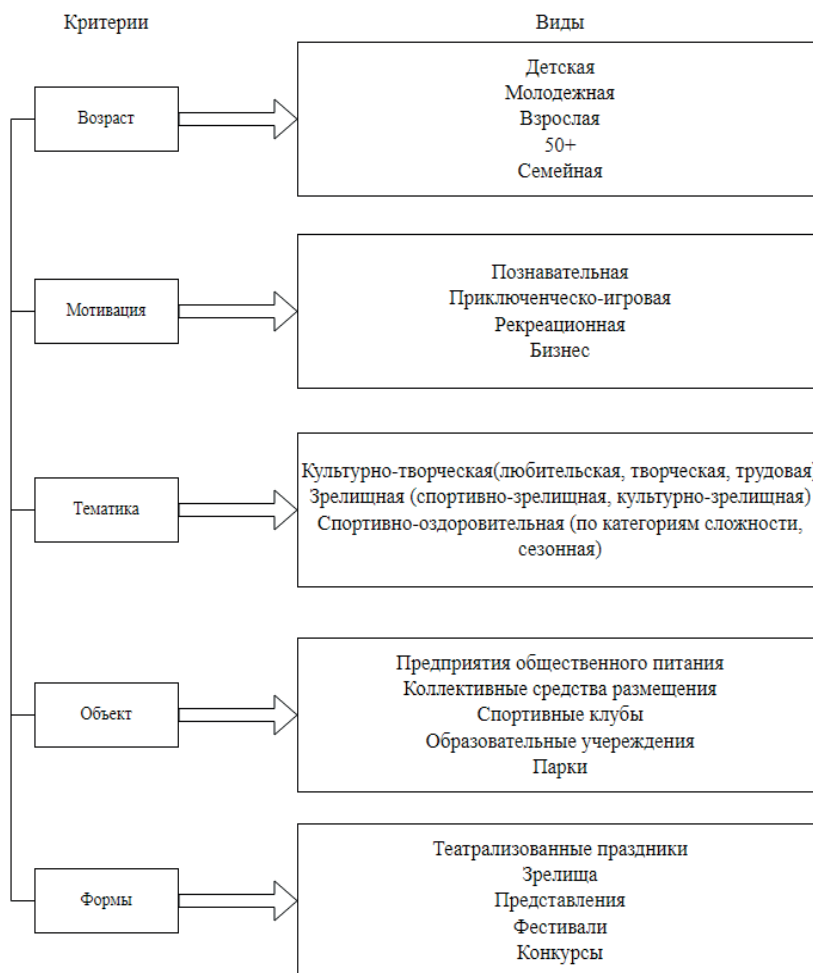 Критерии
Виды
Возраст
Детская
Молодежная
Взрослая
50+
Семейная
Мотивация
Познавательная
Приключенческо-игровая
Рекреационная
Бизнес
Тематика
Культурно-творческая(любительская, творческая, трудовая)
Зрелищная (спортивно-зрелищная, культурно-зрелищная)
Спортивно-оздоровительная (по категориям сложности,
сезонная)
Объект
Предприятия общественного питания
Коллективные средства размещения
Спортивные клубы
Образовательные учереждения
Парки
Формы
Театрализованные праздники
Зрелища
Представления
Фестивали
Конкурсы